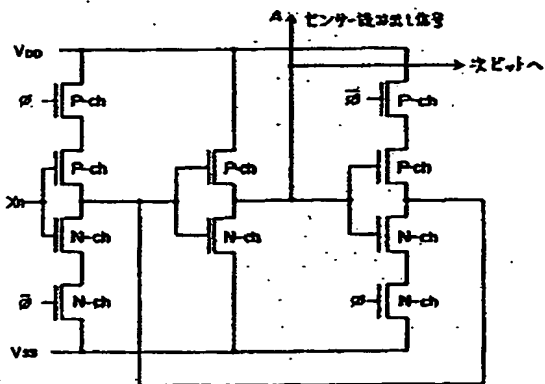 A センサー読み出し信号
VDD
次ビットへ
ø P-ch
ø̅ P-ch
P-ch
P-ch
P-ch
Xn
N-ch
N-ch
N-ch
ø̅ N-ch
ø N-ch
VSS